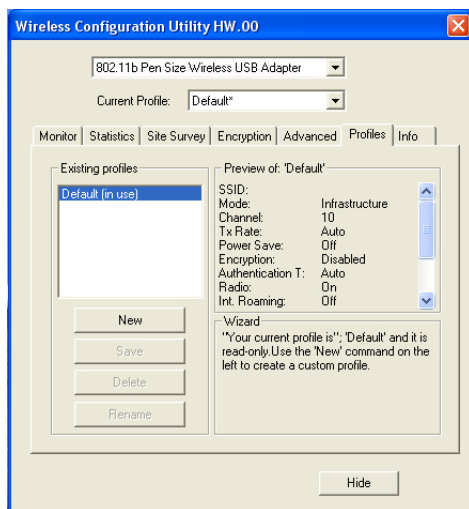 Wireless Configuration Utility HW.00
802.11b Pen Size Wireless USB Adapter
Current Profile: Default*
Monitor Statistics Site Survey Encryption Advanced Profiles Info
Existing profiles
Default (in use)
New
Save
Delete
Rename
Preview of: 'Default'
SSID:
Mode: Infrastructure
Channel: 10
Tx Rate: Auto
Power Save: Off
Encryption: Disabled
Authentication T: Auto
Radio: On
Int. Roaming: Off
Wizard
"Your current profile is"; 'Default' and it is
read-only.Use the 'New' command on the
left to create a custom profile.
Hide